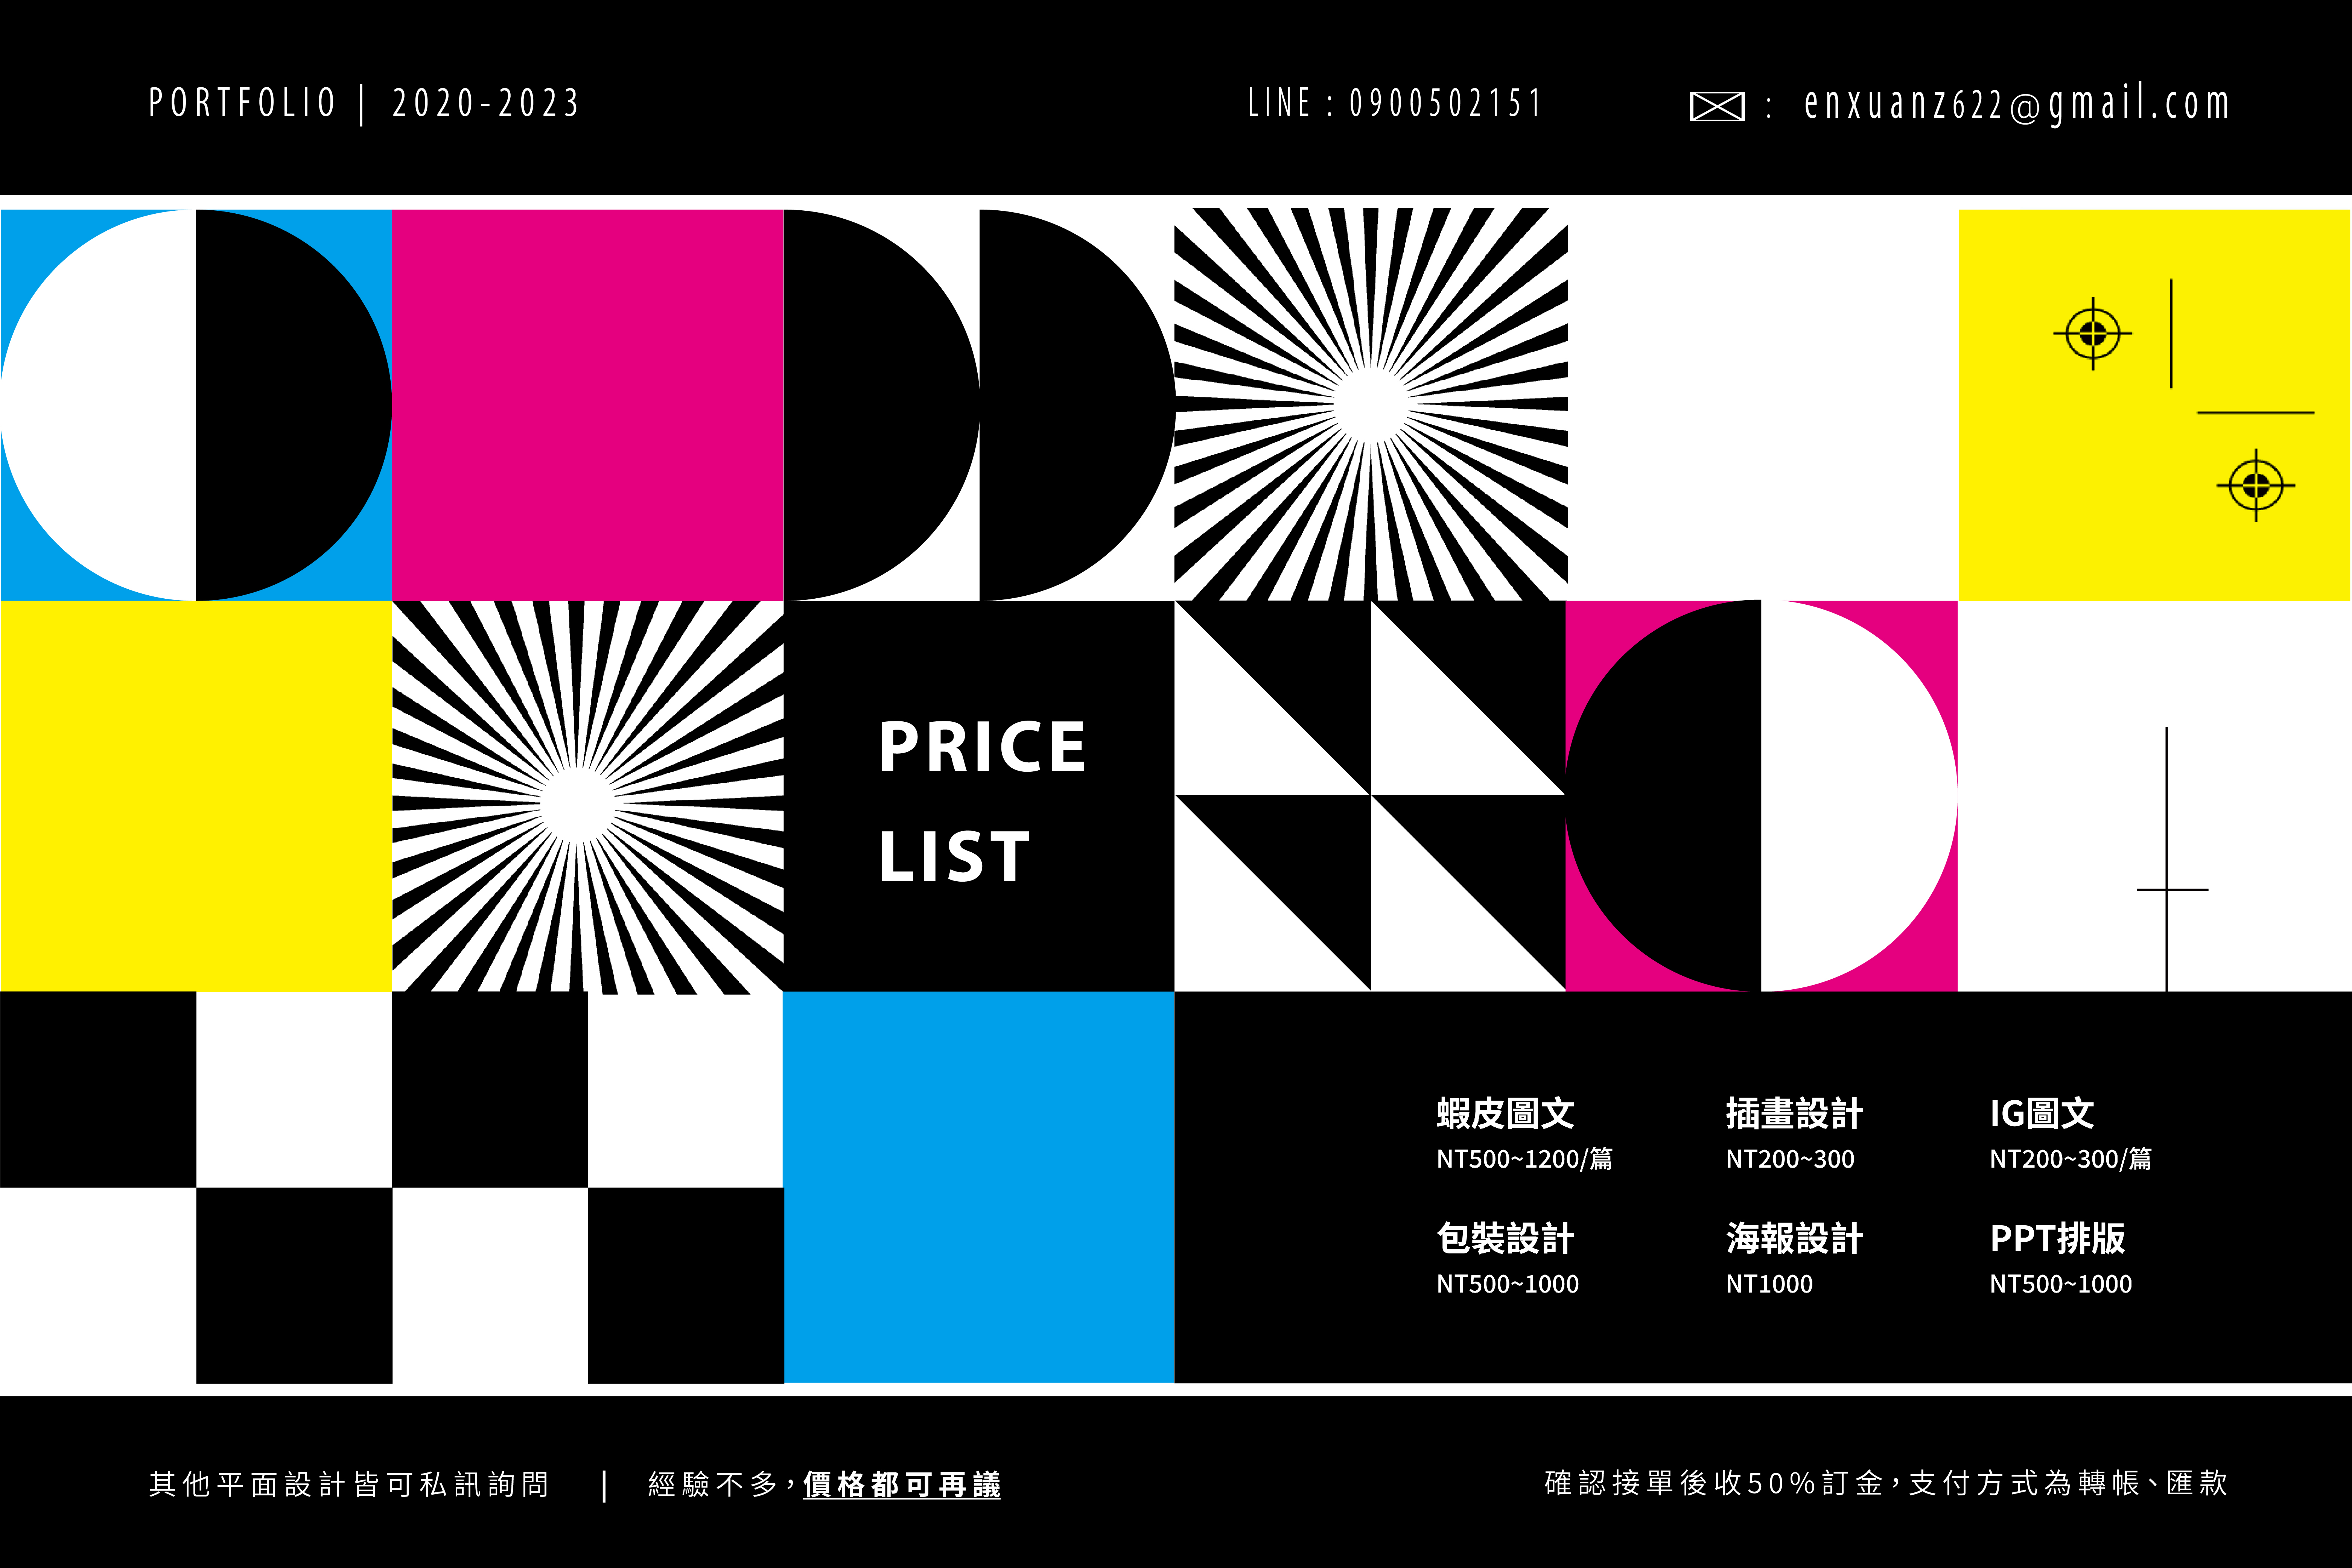 PORTFOLIO | 2020-2023
LINE : 0900502151
: enxuanz622@gmail.com
PRICE
LIST
蝦皮圖文
NT500~1200/篇
插畫設計
NT200~300
IG圖文
NT200~300/篇
包裝設計
NT500~1000
海報設計
NT1000
PPT排版
NT500~1000
其他平面設計皆可私訊詢問 | 經驗不多，價格都可再議
確認接單後收50%訂金，支付方式為轉帳、匯款